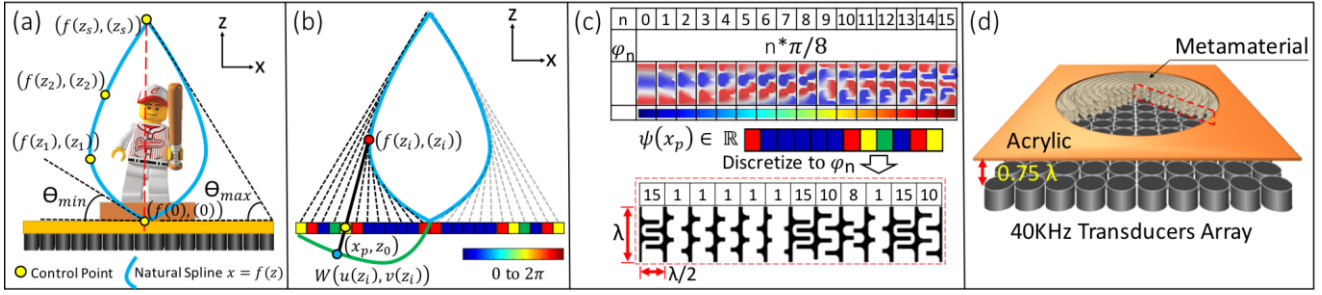 (a)
(f(z_s), (z_s))
z
x
(f(z_2), (z_2))
(f(z_1), (z_1))
Θ_min
Θ_max
(f(0), (0))
Control Point
Natural Spline x = f(z)
(b)
z
x
(f(z_i), (z_i))
(x_p, z_0)
W(u(z_i), v(z_i))
0 to 2π
(c)
n 0 1 2 3 4 5 6 7 8 9 10 11 12 13 14 15
φ_n n*π/8
ψ(x_p) ∈ ℝ
Discretize to φ_n
15 1 1 1 1 1 15 10 8 1 15 10
λ
λ/2
(d)
Metamaterial
Acrylic
0.75 λ
40KHz Transducers Array